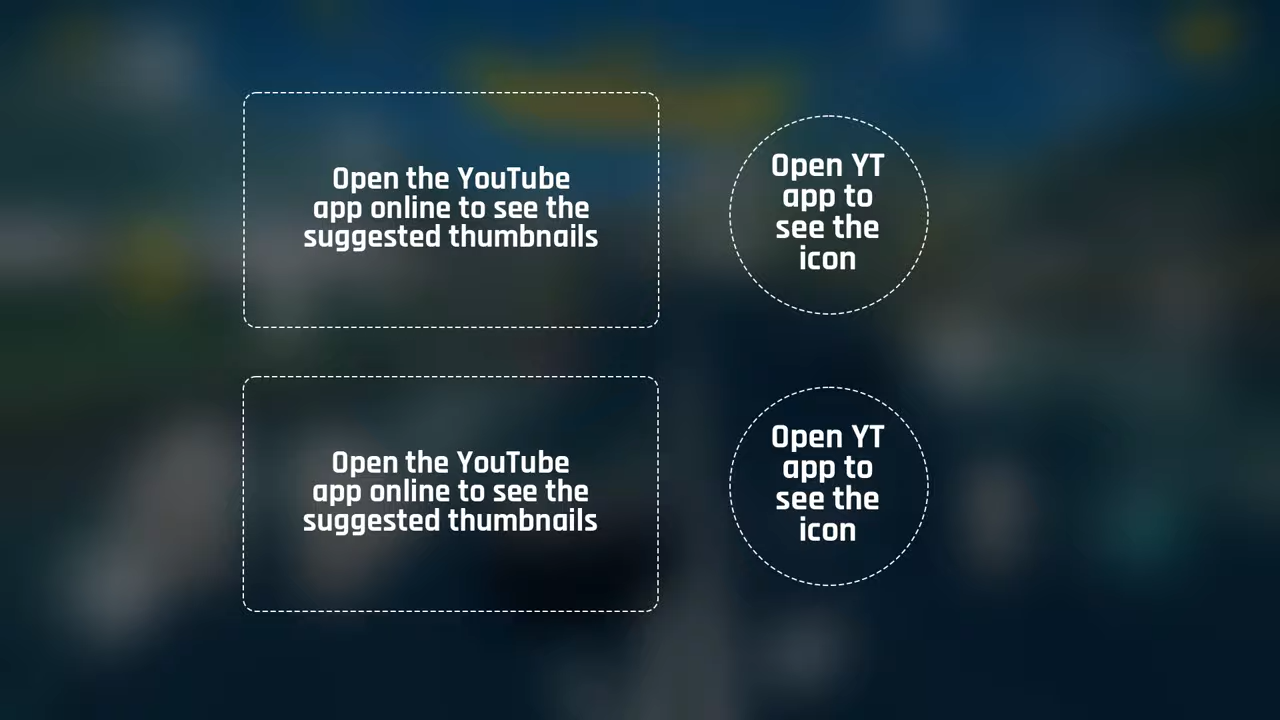 Open the YouTube
app online to see the
suggested thumbnails
Open YT
app to
see the
icon
Open the YouTube
app online to see the
suggested thumbnails
Open YT
app to
see the
icon